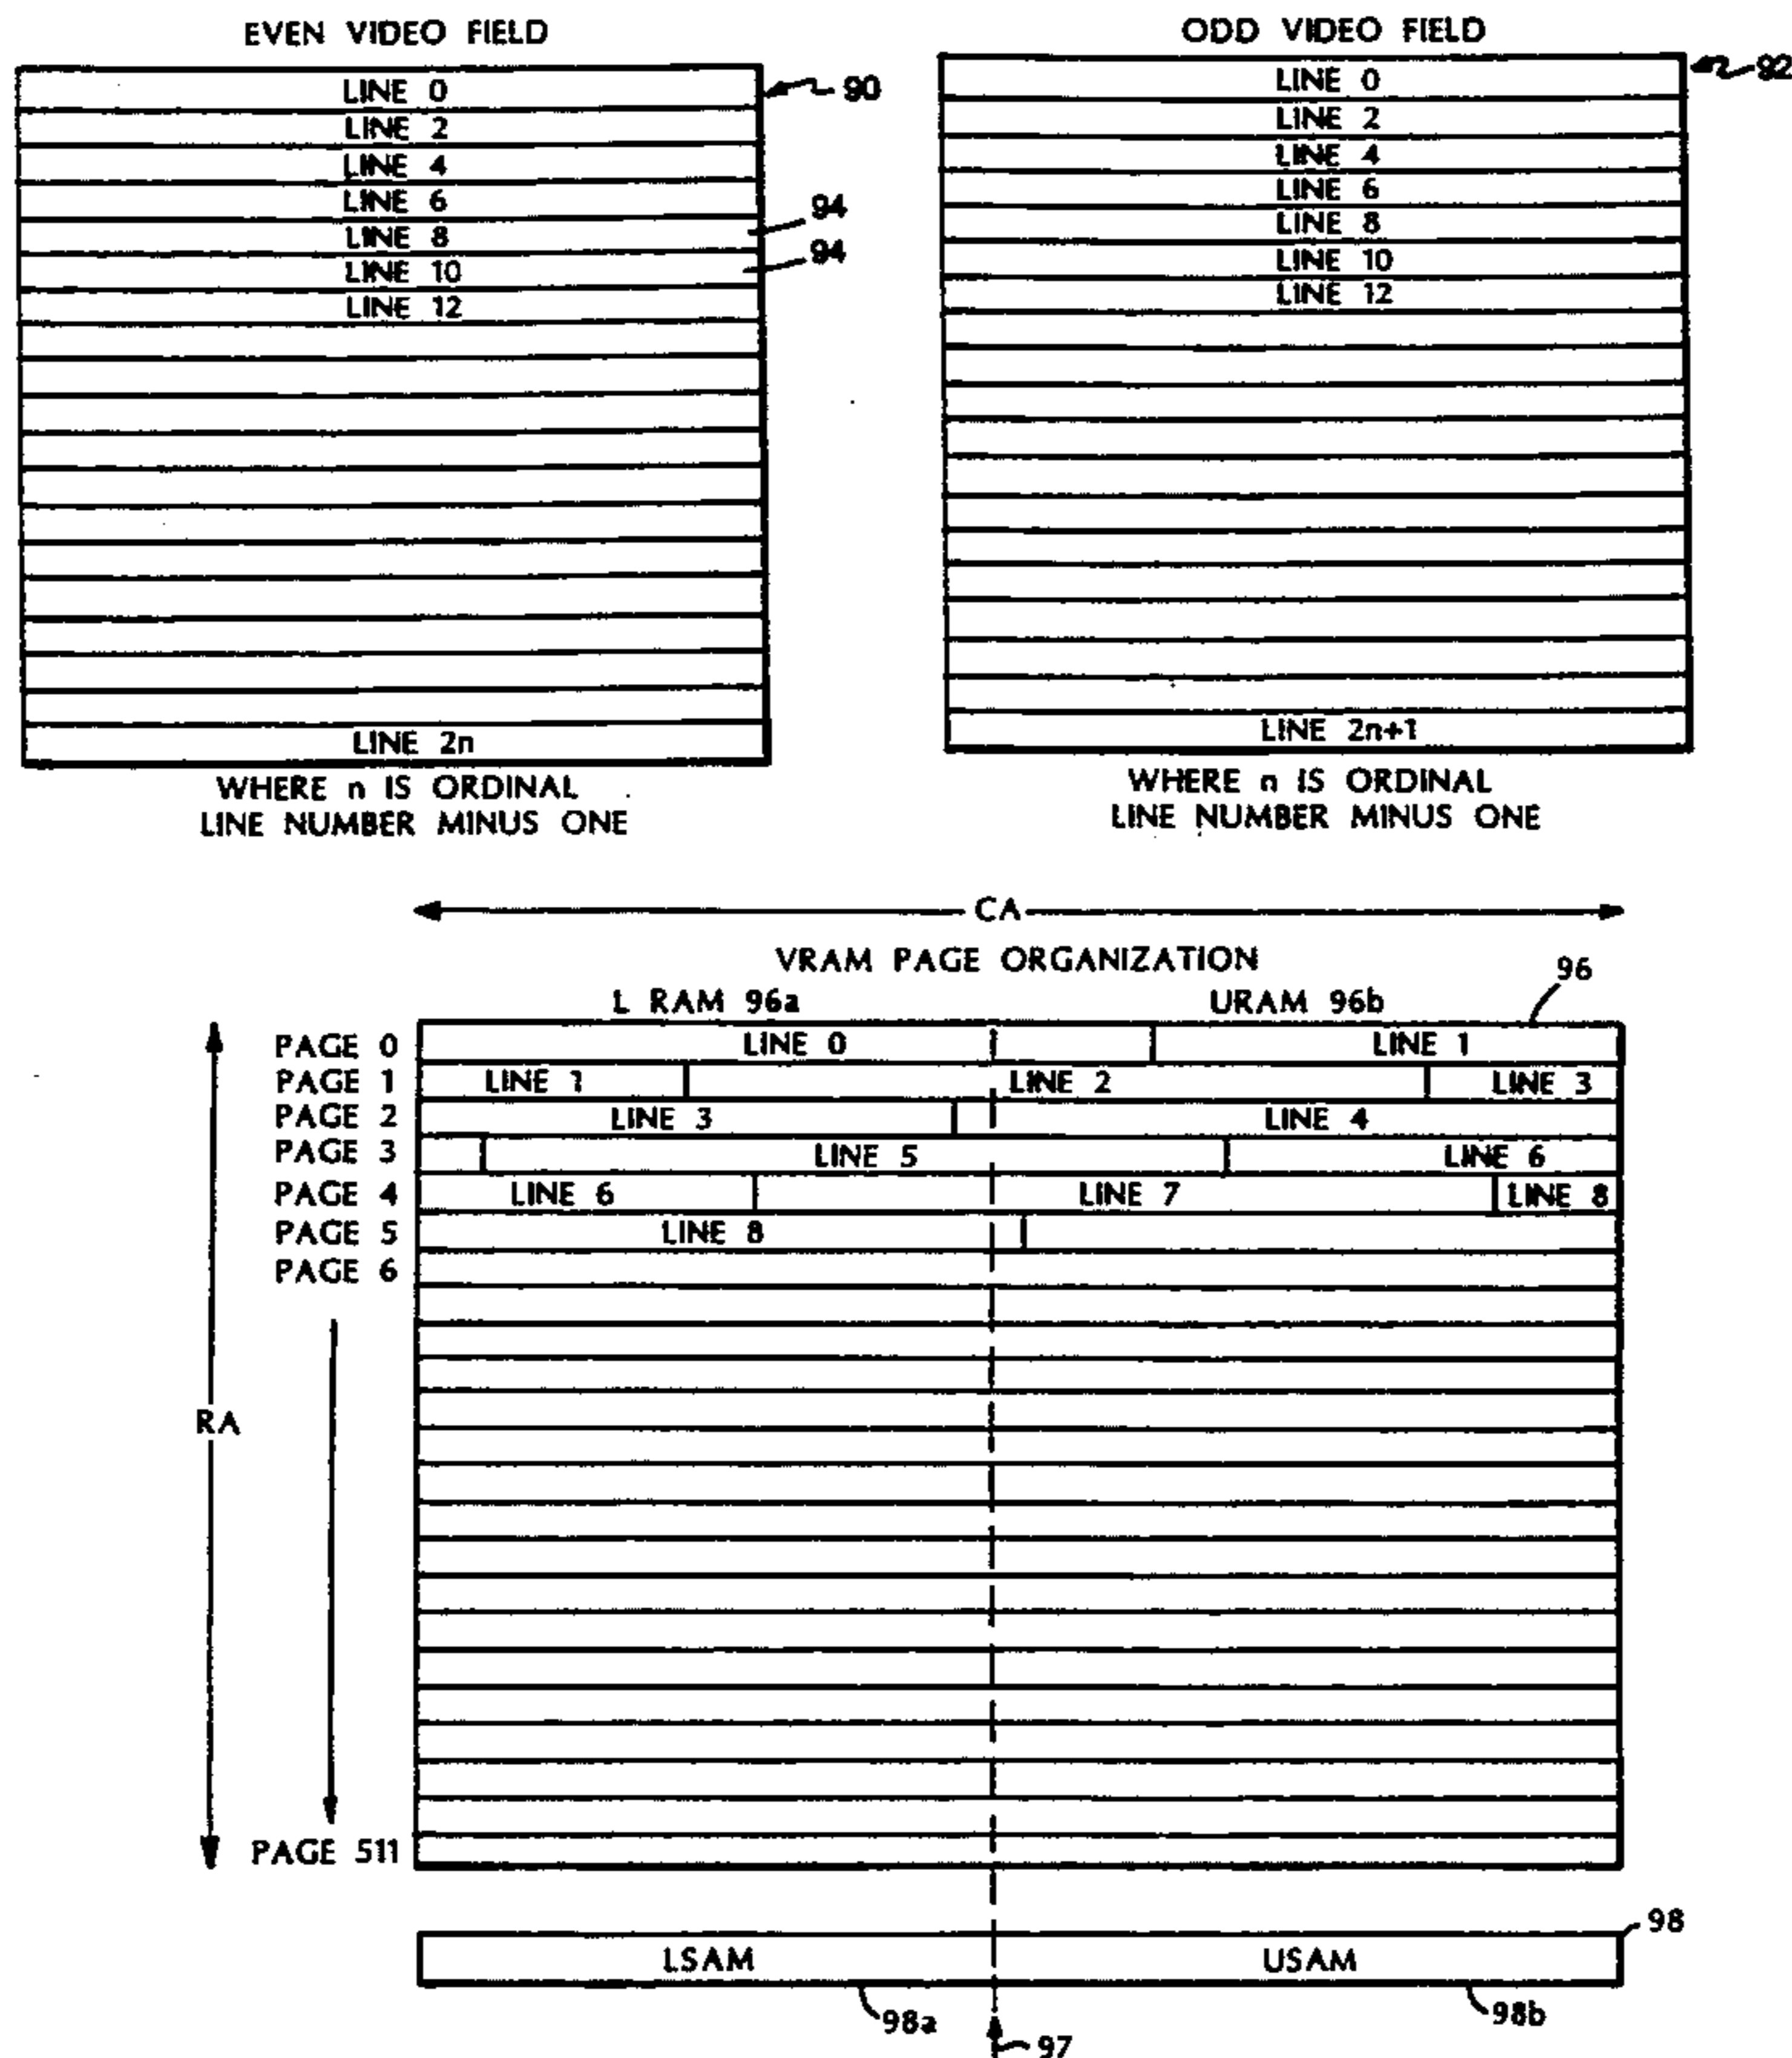 EVEN VIDEO FIELD
LINE 0
90
LINE 2
LINE 4
LINE 6
94
LINE 8
94
LINE 10
LINE 12
LINE 2n
WHERE n IS ORDINAL
LINE NUMBER MINUS ONE
ODD VIDEO FIELD
92
LINE 0
LINE 2
LINE 4
LINE 6
LINE 8
LINE 10
LINE 12
LINE 2n+1
WHERE n IS ORDINAL
LINE NUMBER MINUS ONE
CA
VRAM PAGE ORGANIZATION
96
L RAM 96a URAM 96b
PAGE 0 LINE 0 LINE 1
PAGE 1 LINE 1 LINE 2 LINE 3
PAGE 2 LINE 3 LINE 4
PAGE 3 LINE 5 LINE 6
PAGE 4 LINE 6 LINE 7 LINE 8
PAGE 5 LINE 8
PAGE 6
RA
PAGE 511
98
LSAM USAM
98a 98b
97